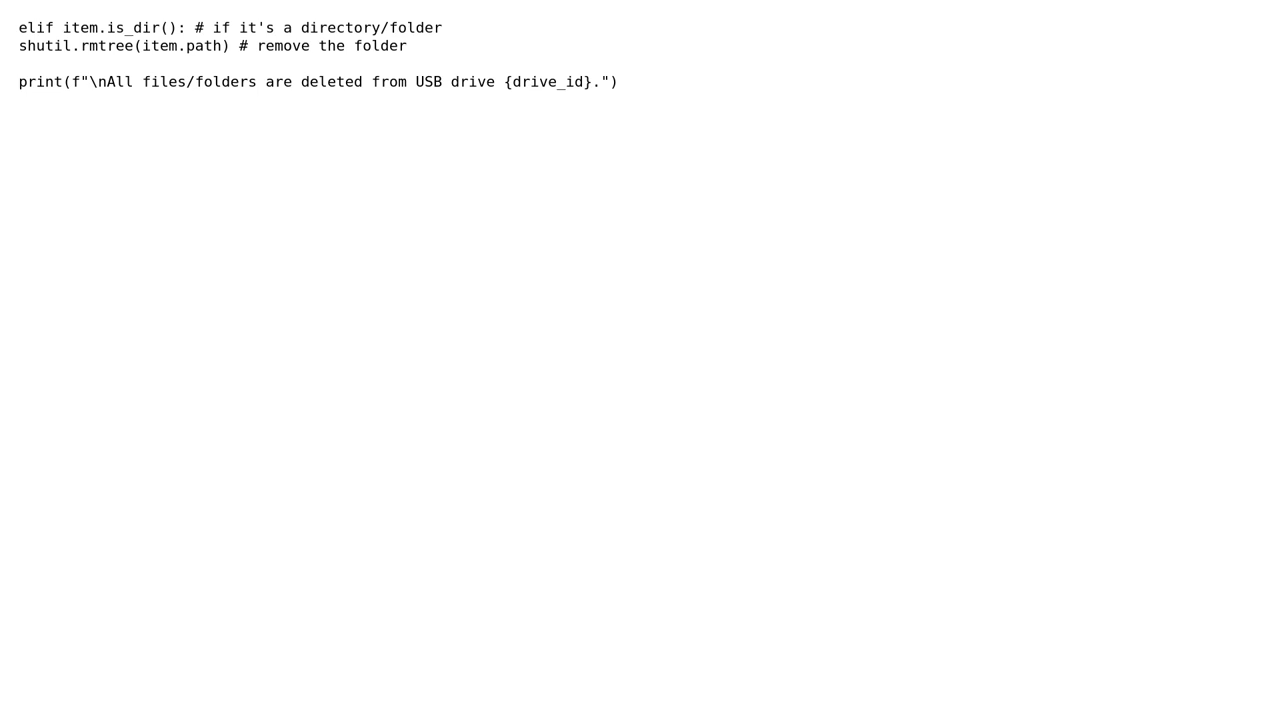 elif item.is_dir(): # if it's a directory/folder
shutil.rmtree(item.path) # remove the folder

print(f"\nAll files/folders are deleted from USB drive {drive_id}.")